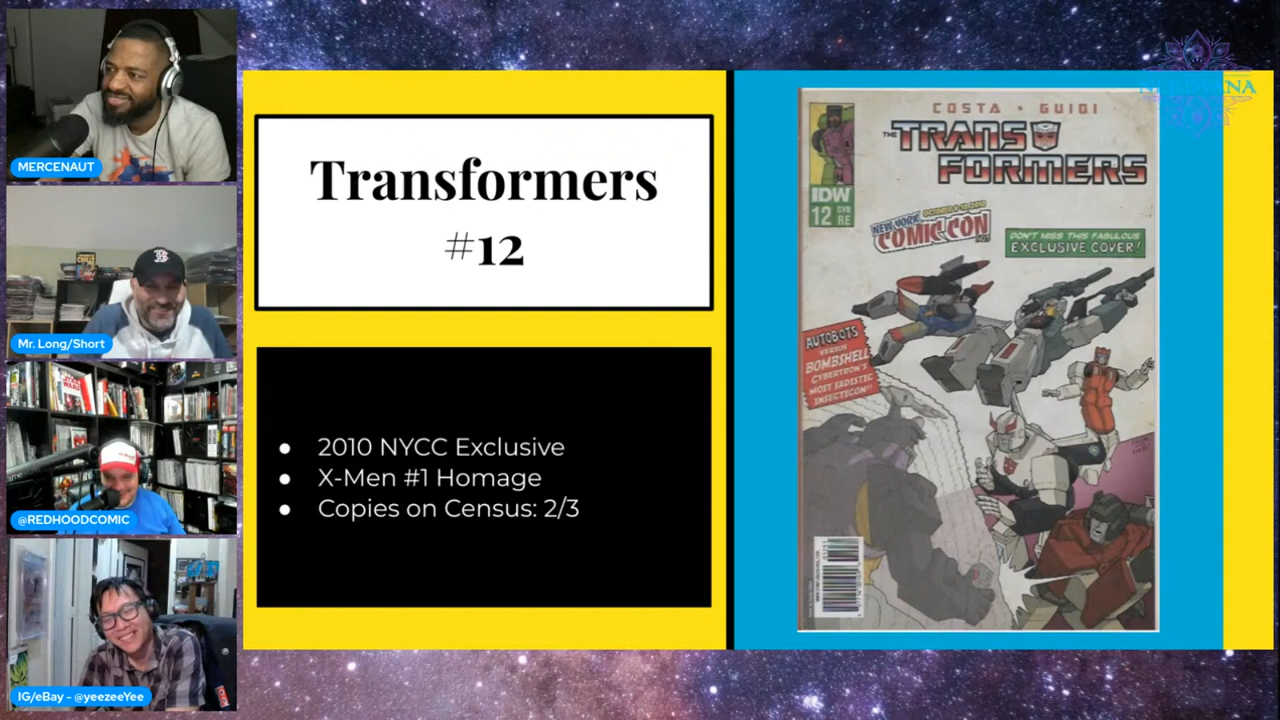 MERCENAUT
Mr. Long/Short
@REDHOODCOMIC
IG/eBay - @yeezeeYee
Transformers
#12
● 2010 NYCC Exclusive
● X-Men #1 Homage
● Copies on Census: 2/3
COSTA • GUIDI
THE TRANSFORMERS
IDW
12 CVR RE
NEW YORK
COMIC CON
DON'T MISS THIS FABULOUS
EXCLUSIVE COVER!
AUTOBOTS
VERSUS
BOMBSHELL
CYBERTRON'S
MOST SADISTIC
INSECTICON!!